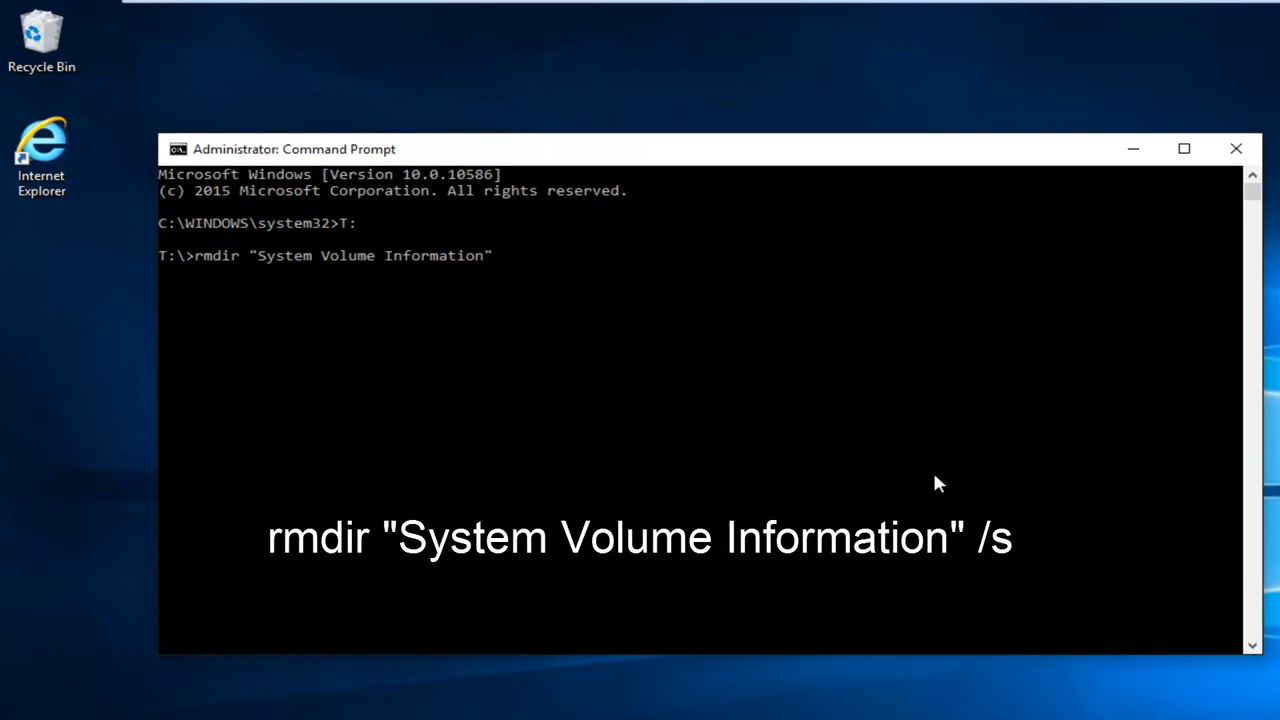 Recycle Bin
Internet
Explorer
Administrator: Command Prompt
Microsoft Windows [Version 10.0.10586]
(c) 2015 Microsoft Corporation. All rights reserved.
C:\WINDOWS\system32>T:
T:\>rmdir "System Volume Information"
rmdir "System Volume Information" /s